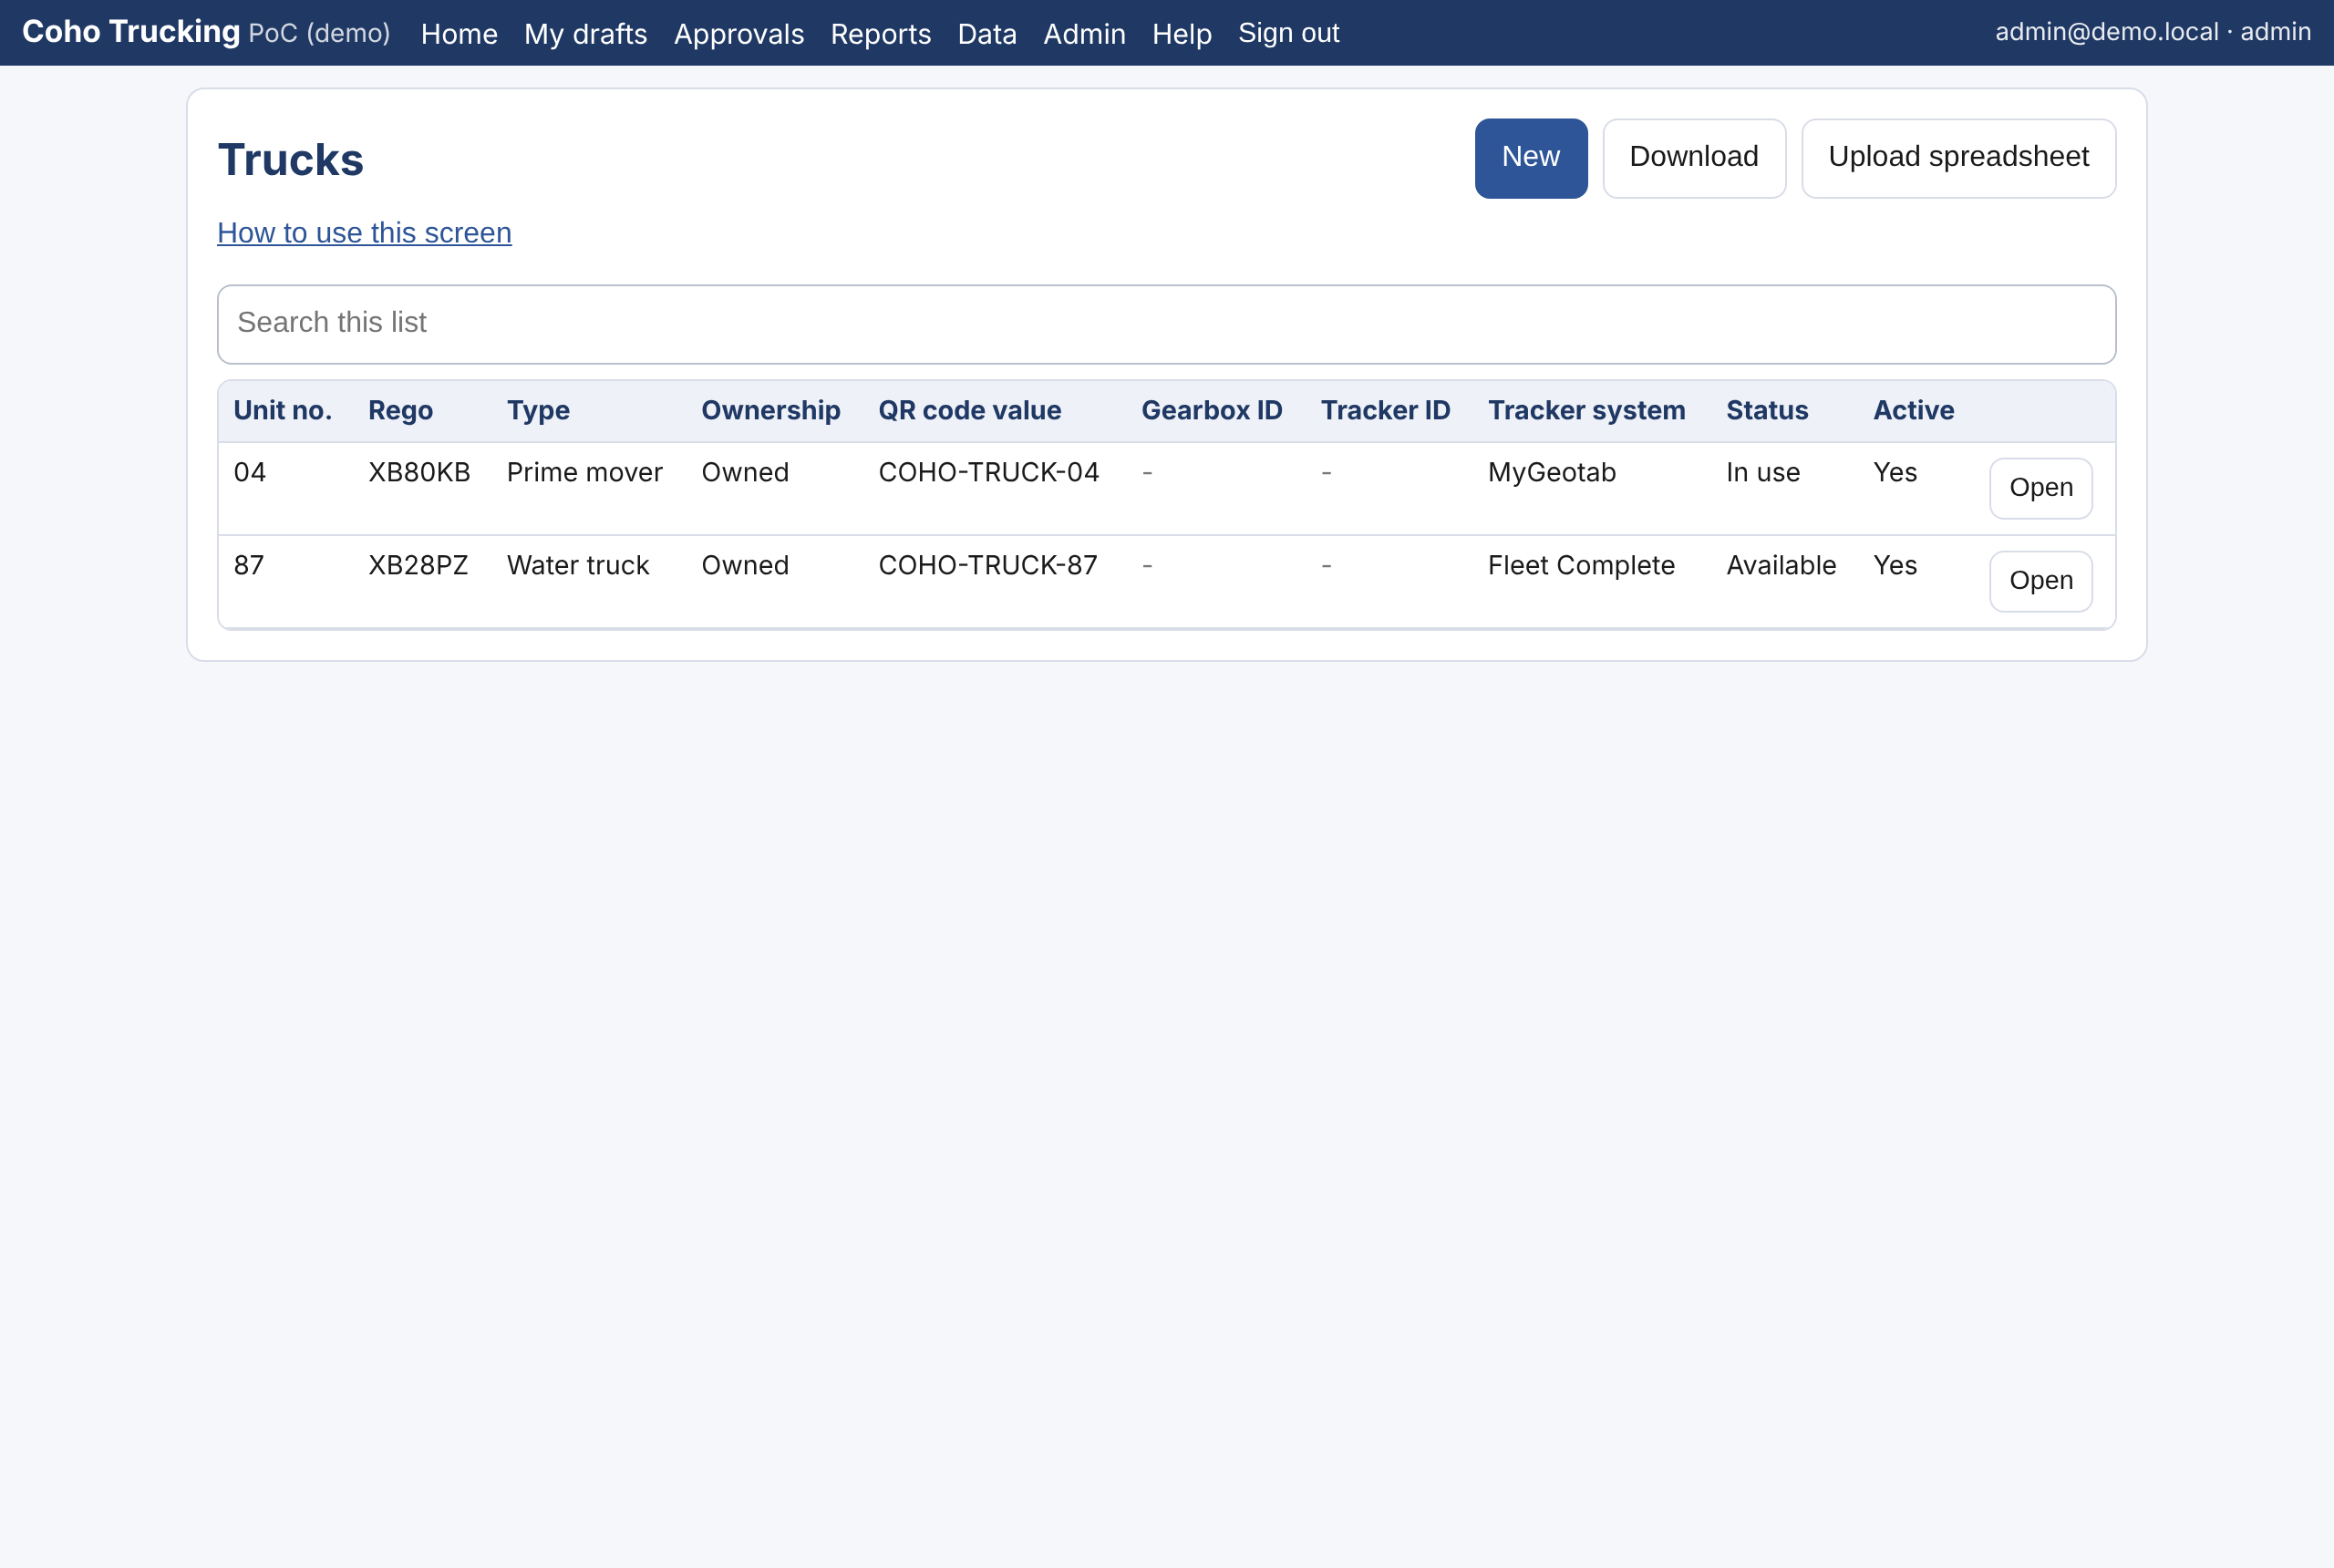 Coho Trucking PoC (demo) Home My drafts Approvals Reports Data Admin Help Sign out admin@demo.local · admin
Trucks New Download Upload spreadsheet
How to use this screen
Search this list
Unit no. Rego Type Ownership QR code value Gearbox ID Tracker ID Tracker system Status Active
04 XB80KB Prime mover Owned COHO-TRUCK-04 - - MyGeotab In use Yes Open
87 XB28PZ Water truck Owned COHO-TRUCK-87 - - Fleet Complete Available Yes Open